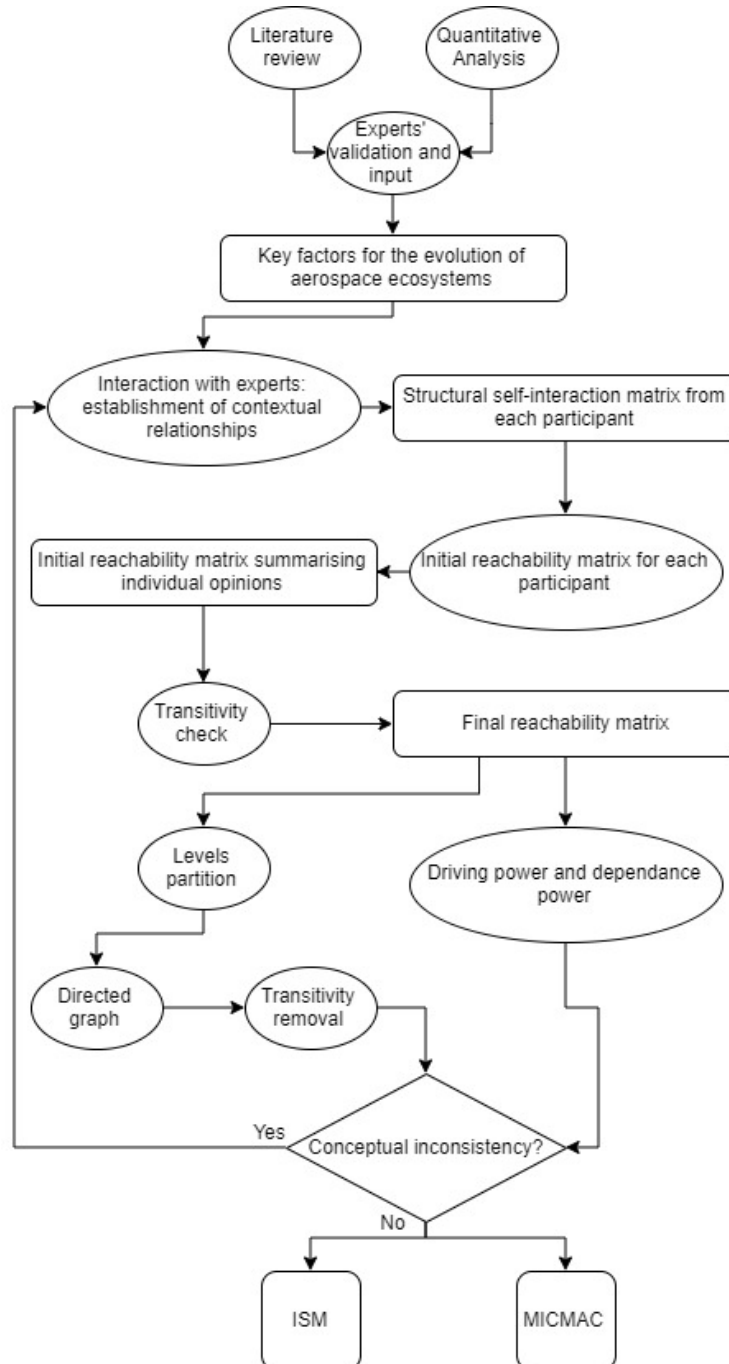 Literature
review
Quantitative
Analysis
Experts'
validation and
input
Key factors for the evolution of
aerospace ecosystems
Interaction with experts:
establishment of contextual
relationships
Structural self-interaction matrix from
each participant
Initial reachability matrix summarising
individual opinions
Initial reachability matrix for each
participant
Transitivity
check
Final reachability matrix
Levels
partition
Driving power and dependance
power
Directed
graph
Transitivity
removal
Yes
Conceptual inconsistency?
No
ISM
MICMAC